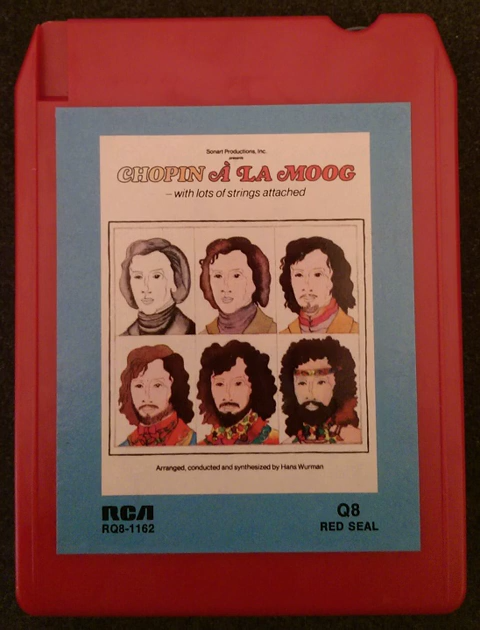 Sonart Productions, Inc.
presents
CHOPIN À LA MOOG
– with lots of strings attached
Arranged, conducted and synthesized by Hans Wurman
RCA
RQ8-1162
Q8
RED SEAL